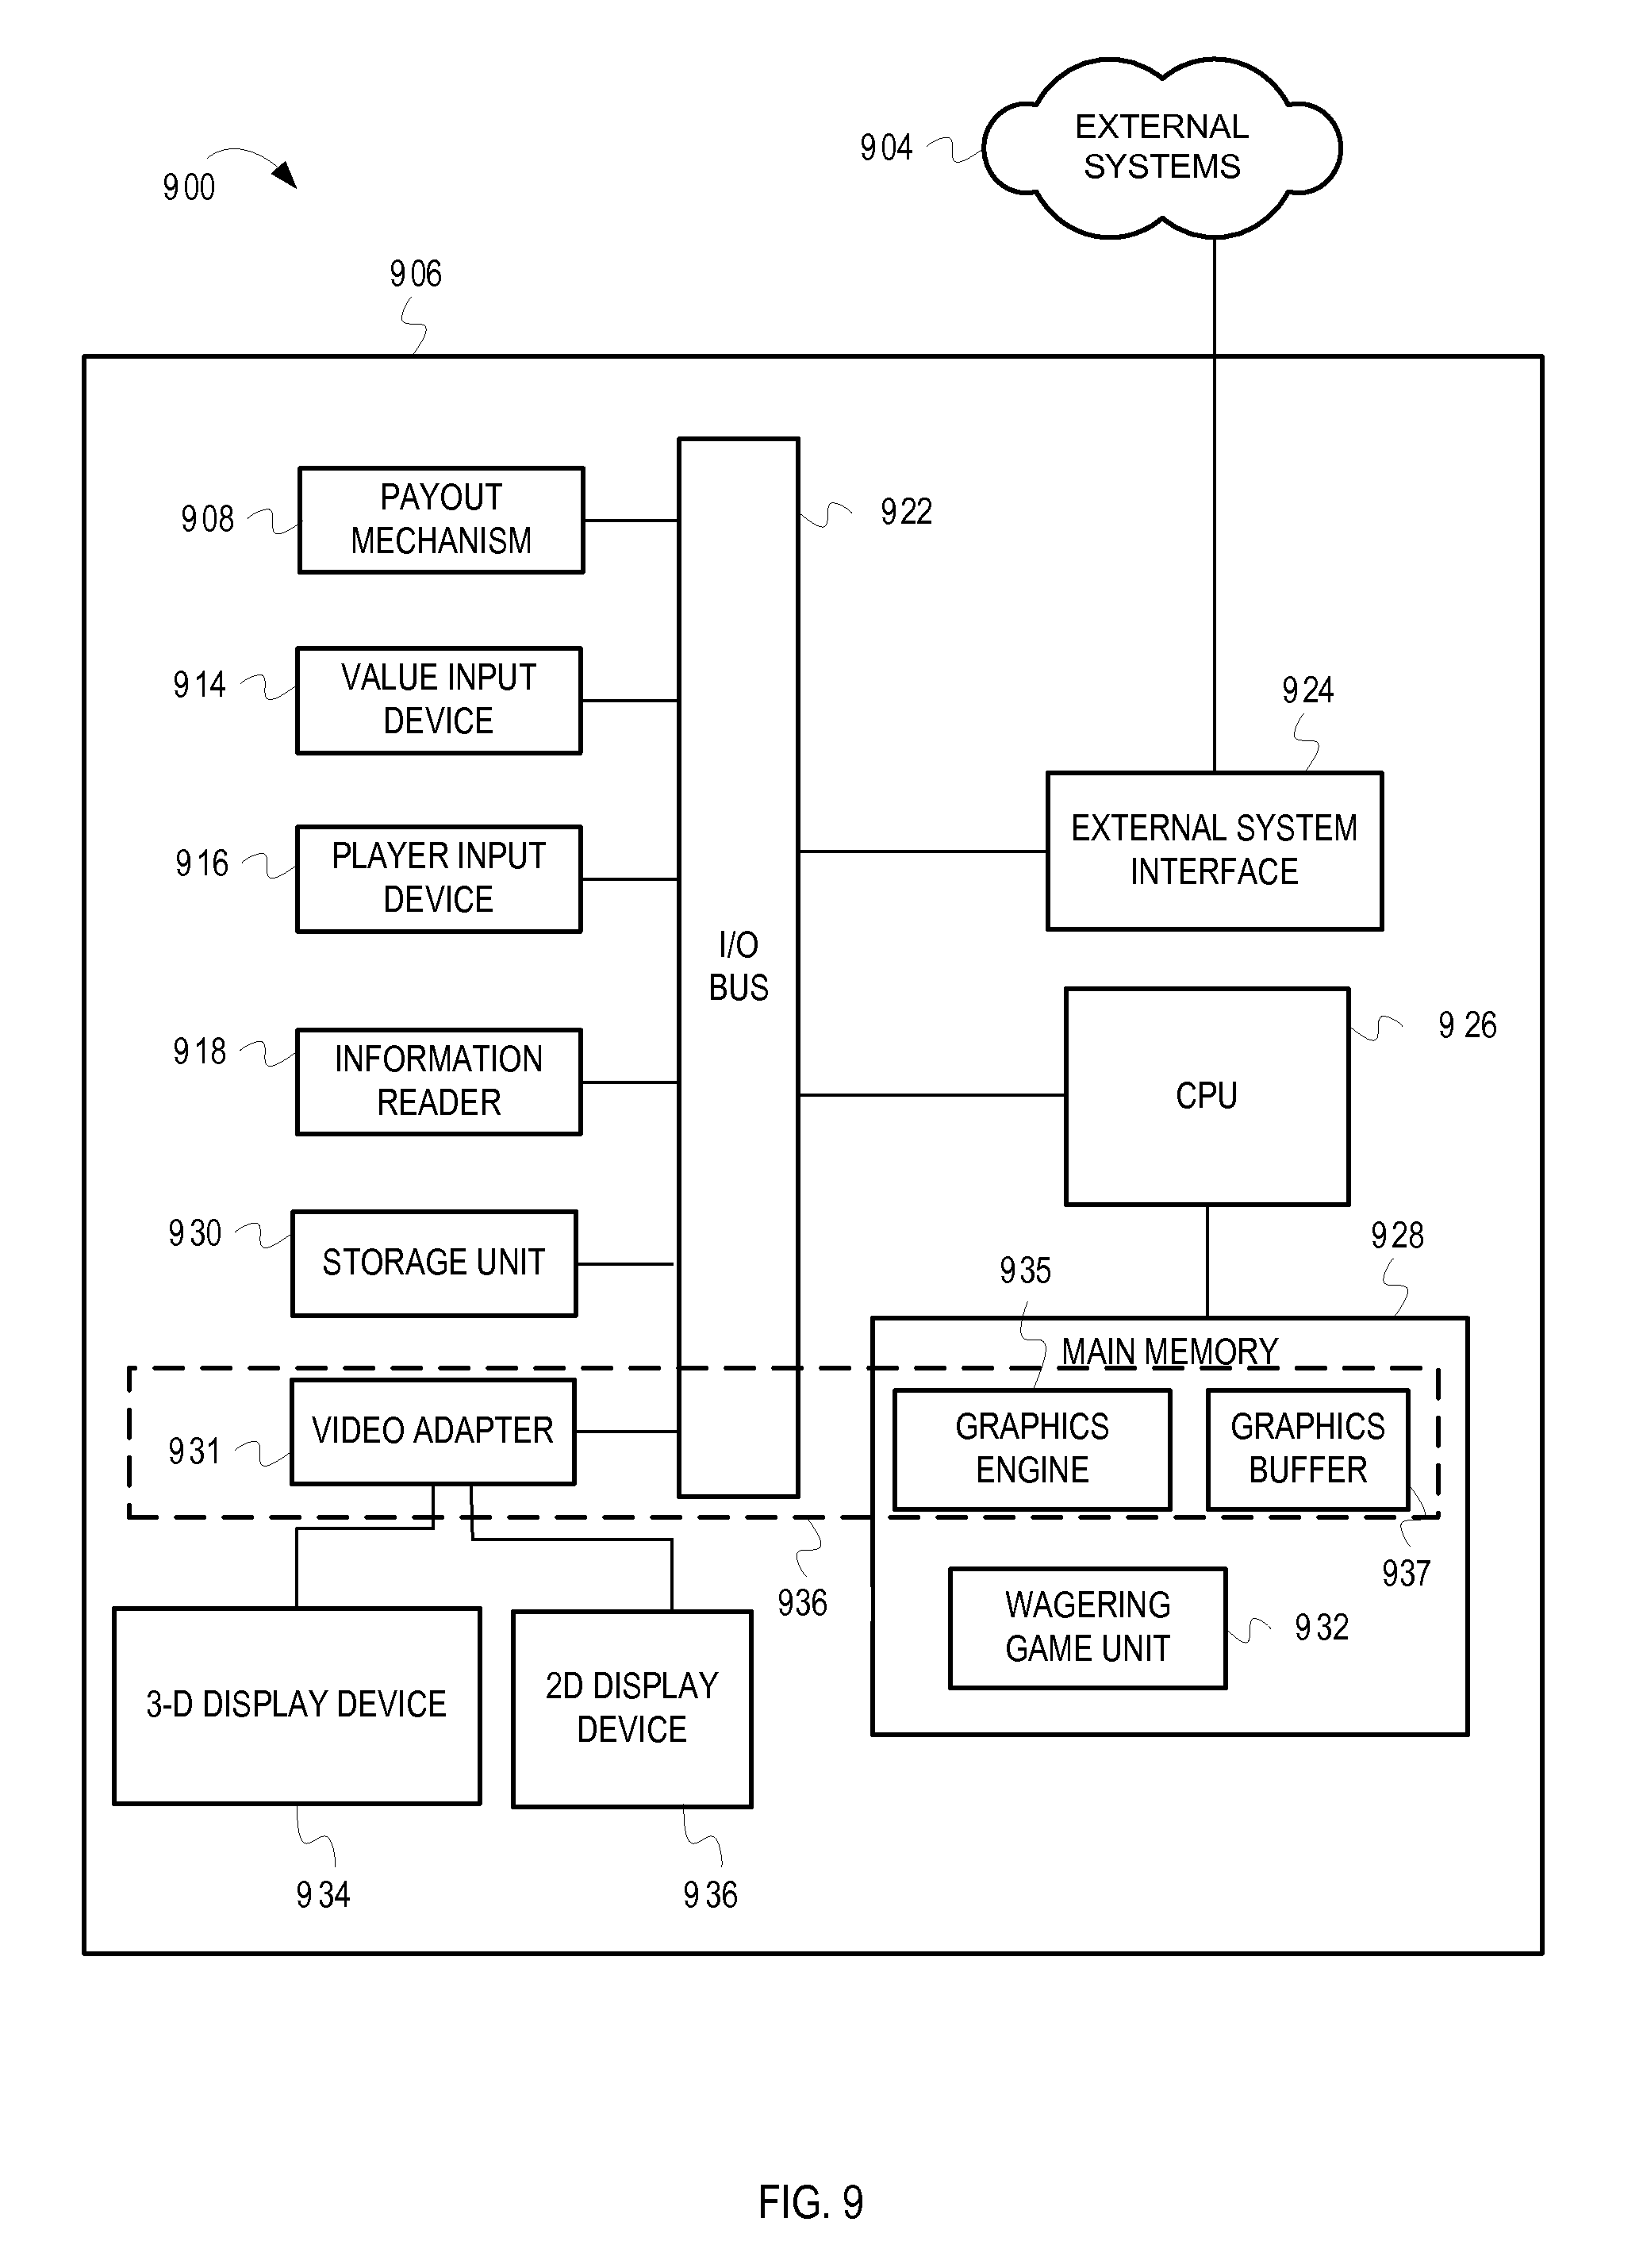 EXTERNAL
SYSTEMS
904
900
906
PAYOUT
MECHANISM
908
922
VALUE INPUT
DEVICE
914
924
PLAYER INPUT
DEVICE
916
EXTERNAL SYSTEM
INTERFACE
I/O
BUS
926
INFORMATION
READER
918
CPU
930
STORAGE UNIT
928
935
MAIN MEMORY
VIDEO ADAPTER
931
GRAPHICS
ENGINE
GRAPHICS
BUFFER
937
936
WAGERING
GAME UNIT
932
3-D DISPLAY DEVICE
2D DISPLAY
DEVICE
934
936
FIG. 9